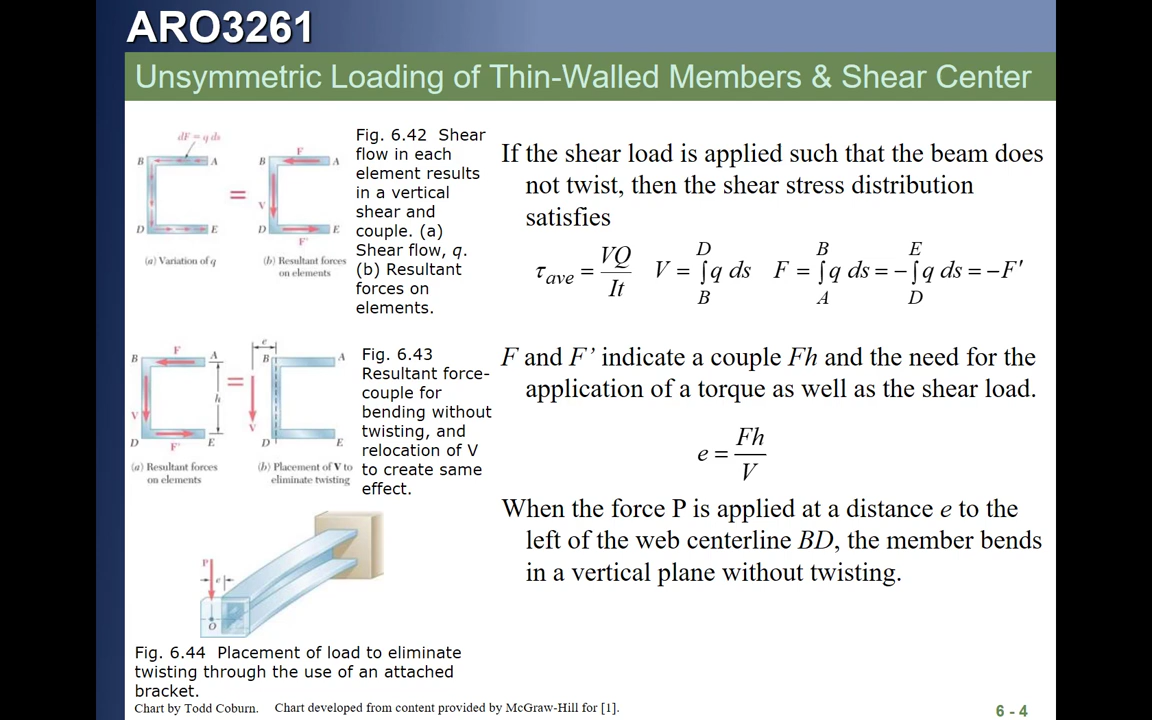 ARO3261
Unsymmetric Loading of Thin-Walled Members & Shear Center
dF = q ds
B
A
D
E
(a) Variation of q
=
F
B
A
V
D
E
F'
(b) Resultant forces
on elements
Fig. 6.42 Shear
flow in each
element results
in a vertical
shear and
couple. (a)
Shear flow, q.
(b) Resultant
forces on
elements.
If the shear load is applied such that the beam does
not twist, then the shear stress distribution
satisfies
τave = VQ/It   V = ∫BD q ds   F = ∫AB q ds = −∫DE q ds = −F'
F
B
A
h
V
D
F'
E
(a) Resultant forces
on elements
=
e
B
A
V
D
E
(b) Placement of V to
eliminate twisting
Fig. 6.43
Resultant force-
couple for
bending without
twisting, and
relocation of V
to create same
effect.
F and F’ indicate a couple Fh and the need for the
application of a torque as well as the shear load.
e = Fh/V
When the force P is applied at a distance e to the
left of the web centerline BD, the member bends
in a vertical plane without twisting.
P
e
O
Fig. 6.44 Placement of load to eliminate
twisting through the use of an attached
bracket.
Chart by Todd Coburn. Chart developed from content provided by McGraw-Hill for [1].
6 - 4